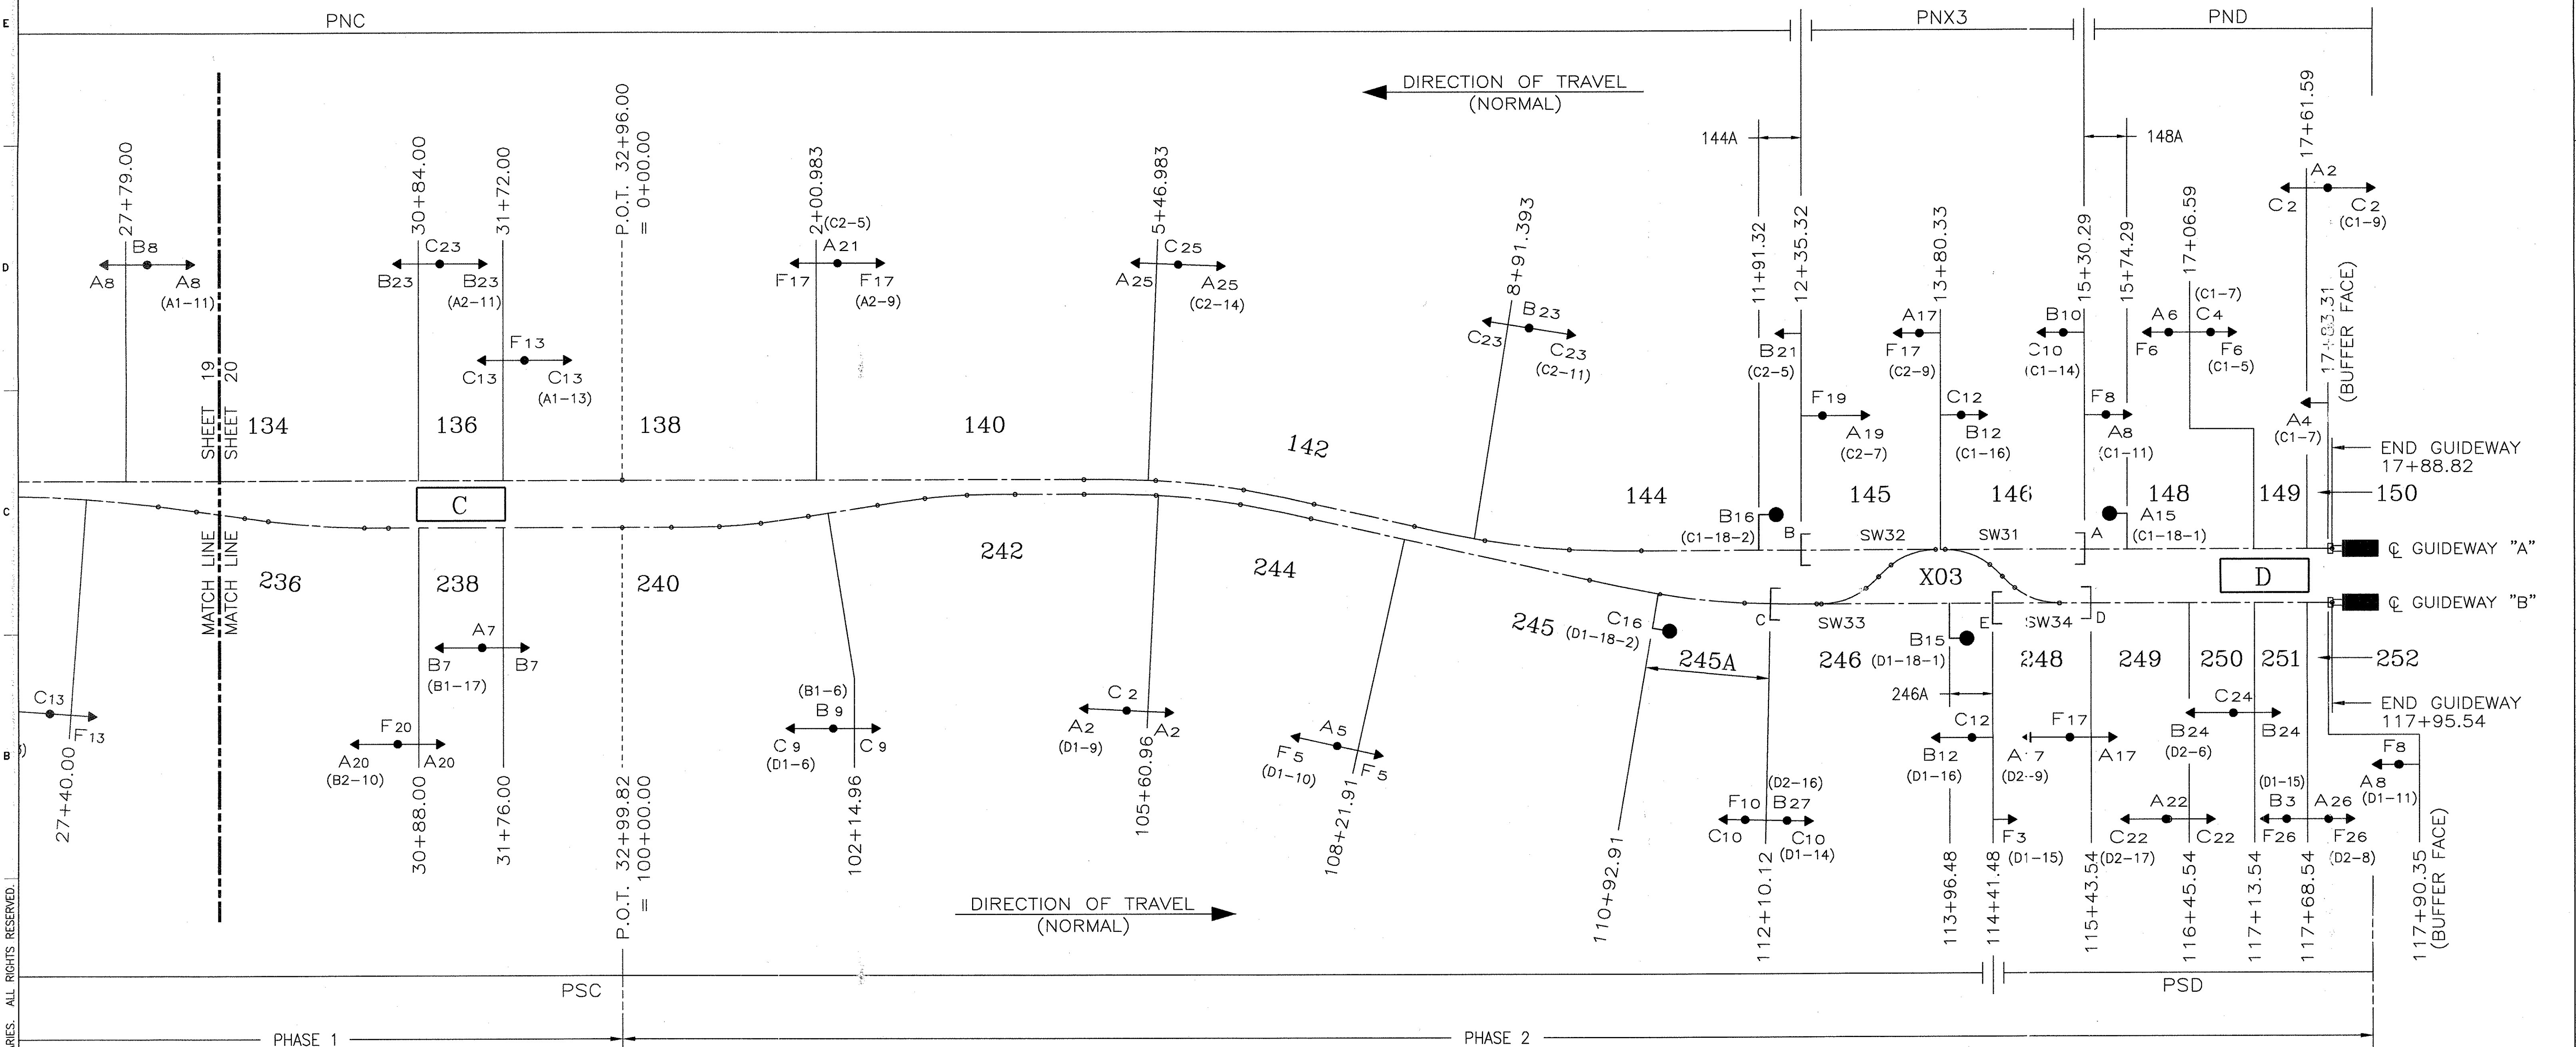 E
PNC
PNX3
PND
DIRECTION OF TRAVEL
(NORMAL)
144A
148A
27+79.00
30+84.00
31+72.00
P.O.T. 32+96.00
= 0+00.00
2+00.983
5+46.983
8+91.393
11+91.32
12+35.32
13+80.33
15+30.29
15+74.29
17+06.59
17+61.59
17+83.31
(BUFFER FACE)
A2
C2
C2
(C1-9)
D
B8
A8
A8
(A1-11)
C23
B23
B23
(A2-11)
F13
C13
C13
(A1-13)
(C2-5)
A21
F17
F17
(A2-9)
C25
A25
A25
(C2-14)
B23
C23
C23
(C2-11)
B21
(C2-5)
F19
A19
(C2-7)
A17
F17
(C2-9)
C12
B12
(C1-16)
B10
C10
(C1-14)
F8
A8
(C1-11)
(C1-7)
A6
C4
F6
F6
(C1-5)
A4
(C1-7)
END GUIDEWAY
17+88.82
SHEET 19
SHEET 20
134
136
138
140
142
144
145
146
148
149
150
C
C
B16
(C1-18-2)
B
SW32
SW31
A
A15
(C1-18-1)
℄ GUIDEWAY "A"
X03
D
℄ GUIDEWAY "B"
MATCH LINE
MATCH LINE
236
238
240
242
244
245
C16
(D1-18-2)
C
SW33
E
SW34
D
245A
246
B15
(D1-18-1)
248
249
250
251
252
246A
END GUIDEWAY
117+95.54
B
C13
F13
27+40.00
A7
B7
B7
(B1-17)
F20
A20
A20
(B2-10)
30+88.00
31+76.00
P.O.T. 32+99.82
= 100+00.00
(B1-6)
B9
C9
C9
(D1-6)
102+14.96
C2
A2
A2
(D1-9)
105+60.96
A5
F5
F5
(D1-10)
108+21.91
110+92.91
(D2-16)
F10
B27
C10
C10
(D1-14)
112+10.12
C12
B12
(D1-16)
113+96.48
F3
(D1-15)
114+41.48
F17
A17
A17
(D2-9)
115+43.54
A22
C22
C22
(D2-17)
116+45.54
C24
B24
B24
(D2-6)
117+13.54
(D1-15)
B3
A26
F26
F26
(D2-8)
117+68.54
F8
A8
(D1-11)
117+90.35
(BUFFER FACE)
DIRECTION OF TRAVEL
(NORMAL)
PSC
PSD
PHASE 1
PHASE 2
ALL RIGHTS RESERVED.